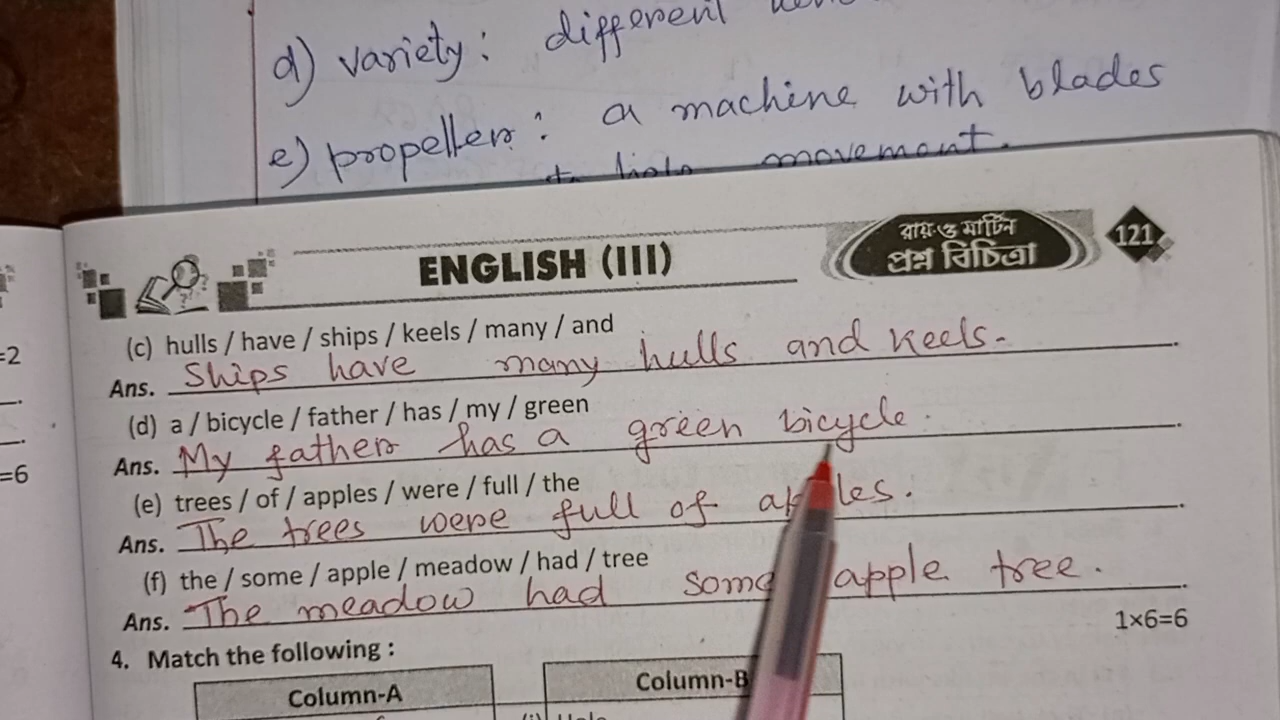 d) variety: different
e) propeller: a machine with blades
movement.
ENGLISH (III)
রায় ও মার্টিন
প্রশ্ন বিচিত্রা
121
=2
(c) hulls / have / ships / keels / many / and
Ans. Ships have many hulls and keels.
(d) a / bicycle / father / has / my / green
Ans. My father has a green bicycle.
=6
(e) trees / of / apples / were / full / the
Ans. The trees were full of apples.
(f) the / some / apple / meadow / had / tree
Ans. The meadow had some apple tree.
1×6=6
4. Match the following :
Column-A
Column-B